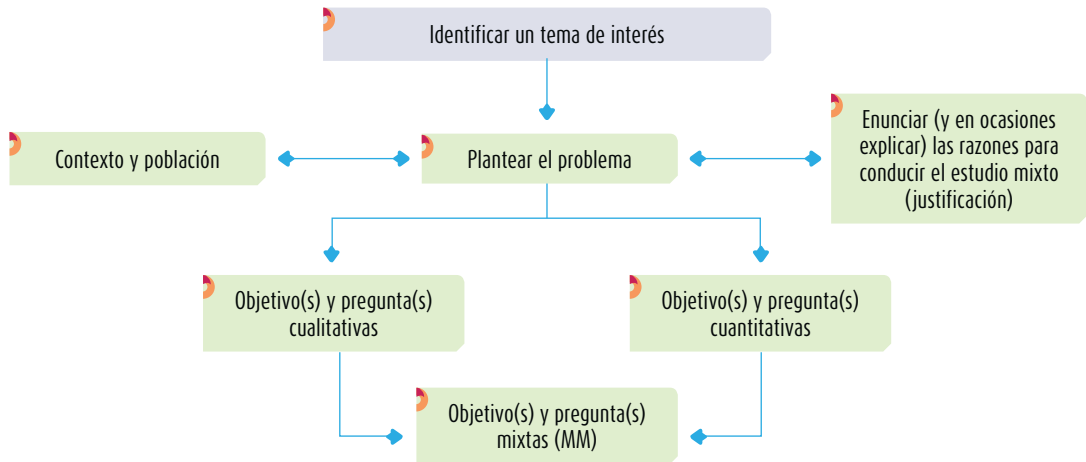 Identificar un tema de interés
Contexto y población
Plantear el problema
Enunciar (y en ocasiones
explicar) las razones para
conducir el estudio mixto
(justificación)
Objetivo(s) y pregunta(s)
cualitativas
Objetivo(s) y pregunta(s)
cuantitativas
Objetivo(s) y pregunta(s)
mixtas (MM)